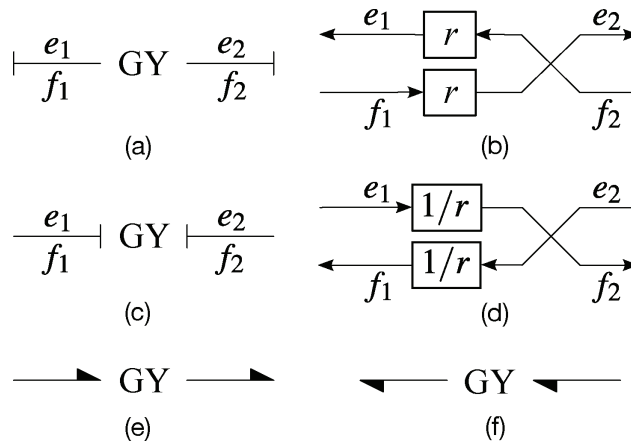 e₁ GY e₂
f₁ f₂
(a)
e₁ r e₂
r
f₁ f₂
(b)
e₁ GY e₂
f₁ f₂
(c)
e₁ 1/r e₂
1/r
f₁ f₂
(d)
GY
(e)
GY
(f)